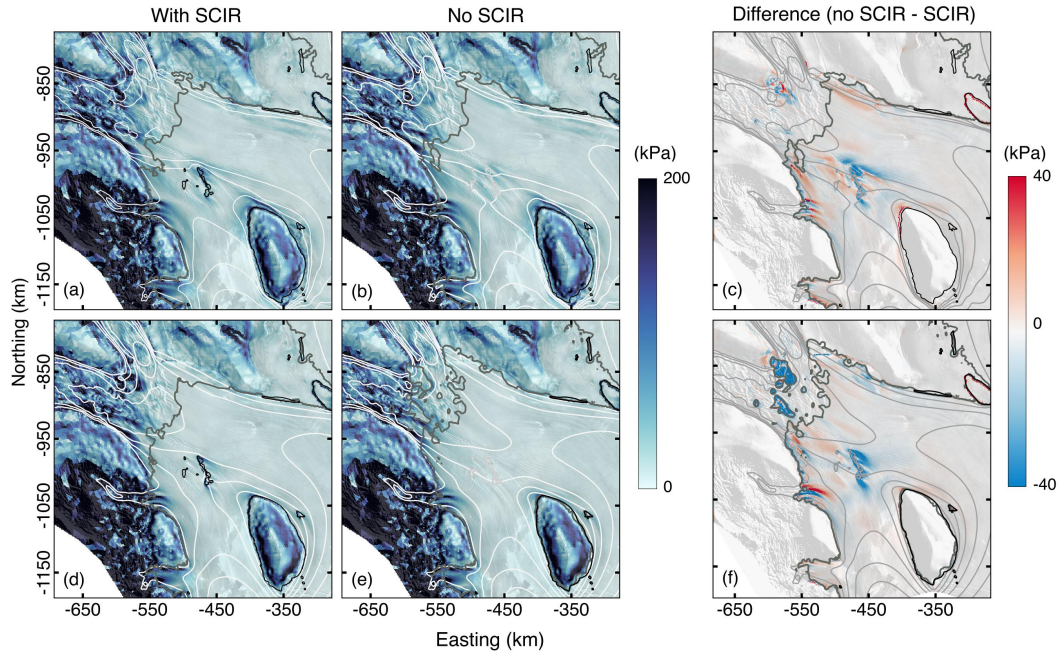 With SCIR
No SCIR
Difference (no SCIR - SCIR)
-850
-950
-1050
-1150
(a)
(b)
(c)
(kPa)
200
0
(kPa)
40
0
-40
Northing (km)
-850
-950
-1050
-1150
(d)
(e)
(f)
-650 -550 -450 -350
-650 -550 -450 -350
-650 -550 -450 -350
Easting (km)